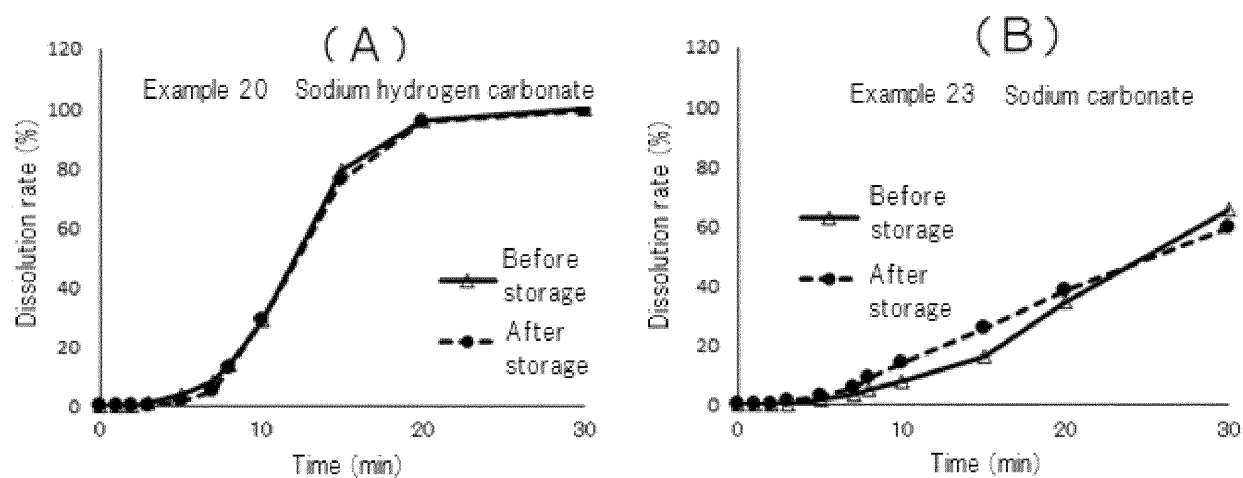 (A)
Example 20 Sodium hydrogen carbonate
Dissolution rate (%)
120
100
80
60
40
20
0
Before
storage
After
storage
0 10 20 30
Time (min)
(B)
Example 23 Sodium carbonate
Dissolution rate (%)
120
100
80
60
40
20
0
Before
storage
After
storage
0 10 20 30
Time (min)